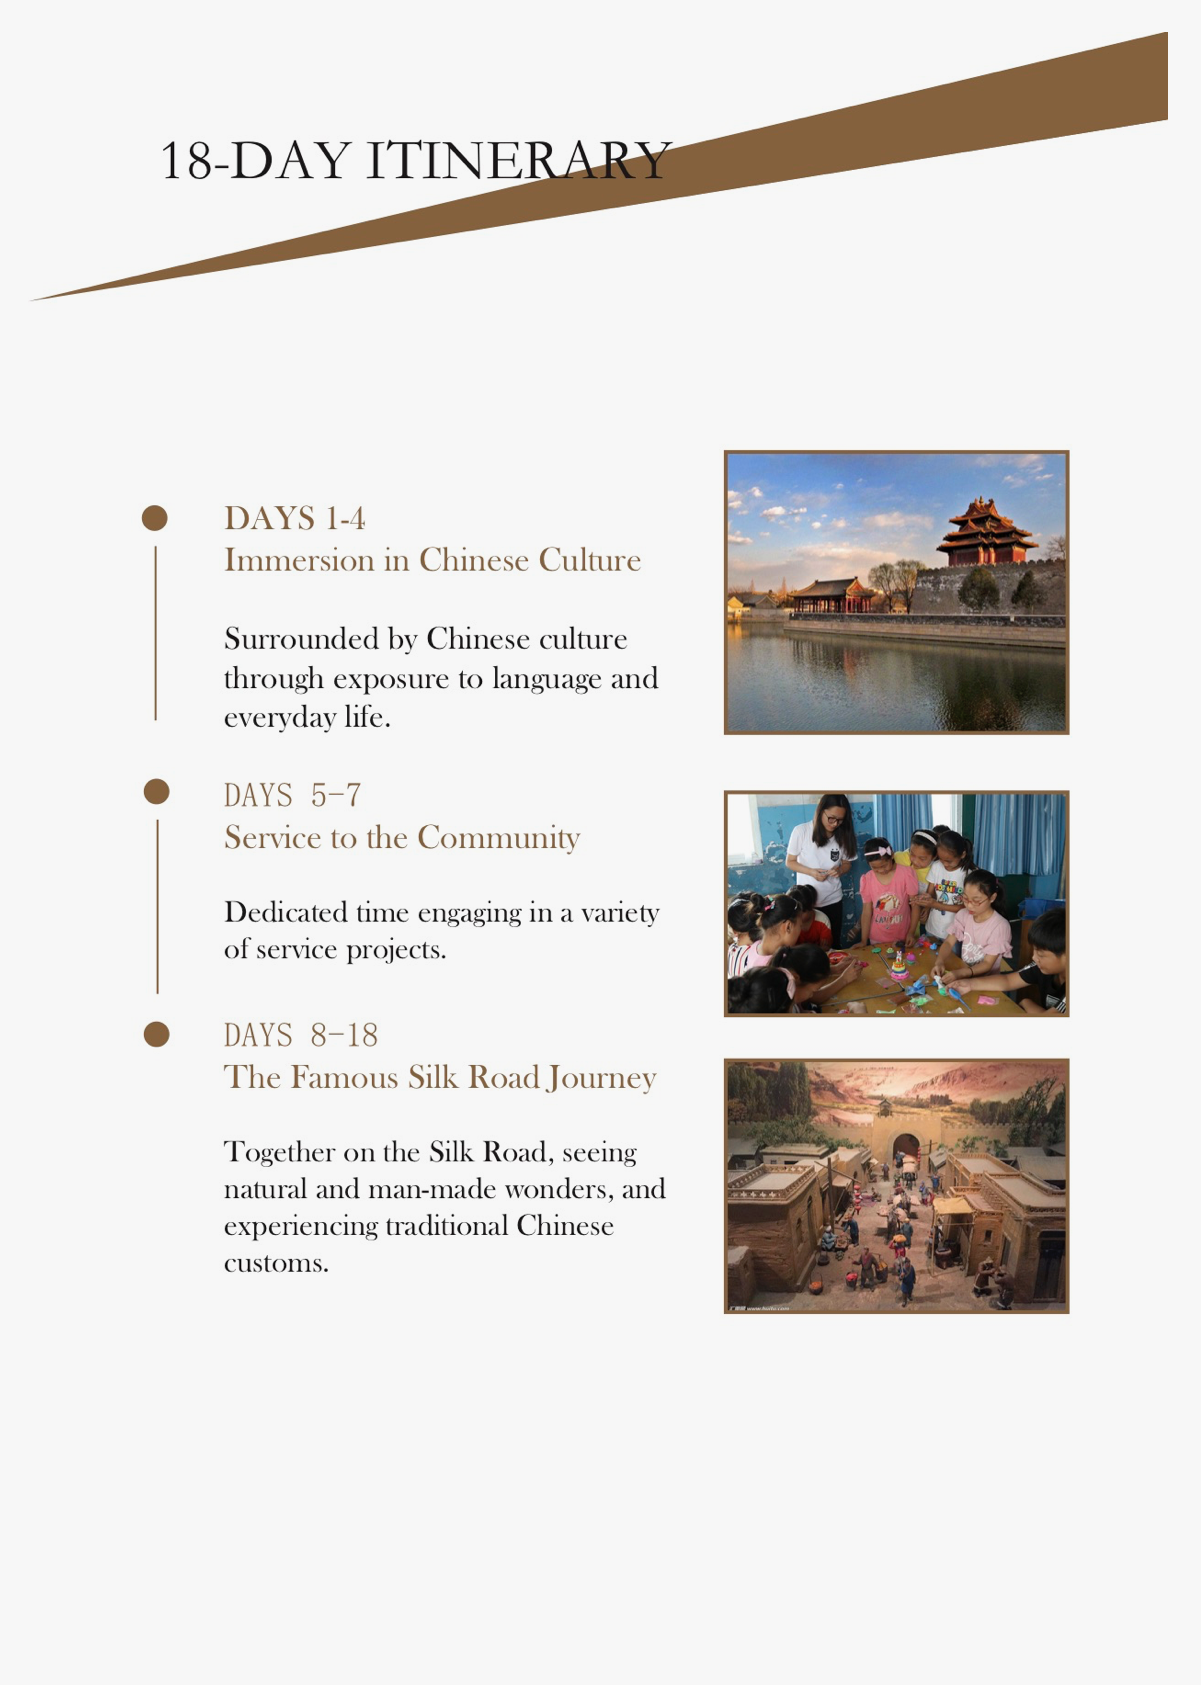 18-DAY ITINERARY
DAYS 1-4
Immersion in Chinese Culture
Surrounded by Chinese culture
through exposure to language and
everyday life.
DAYS 5-7
Service to the Community
Dedicated time engaging in a variety
of service projects.
DAYS 8-18
The Famous Silk Road Journey
Together on the Silk Road, seeing
natural and man-made wonders, and
experiencing traditional Chinese
customs.